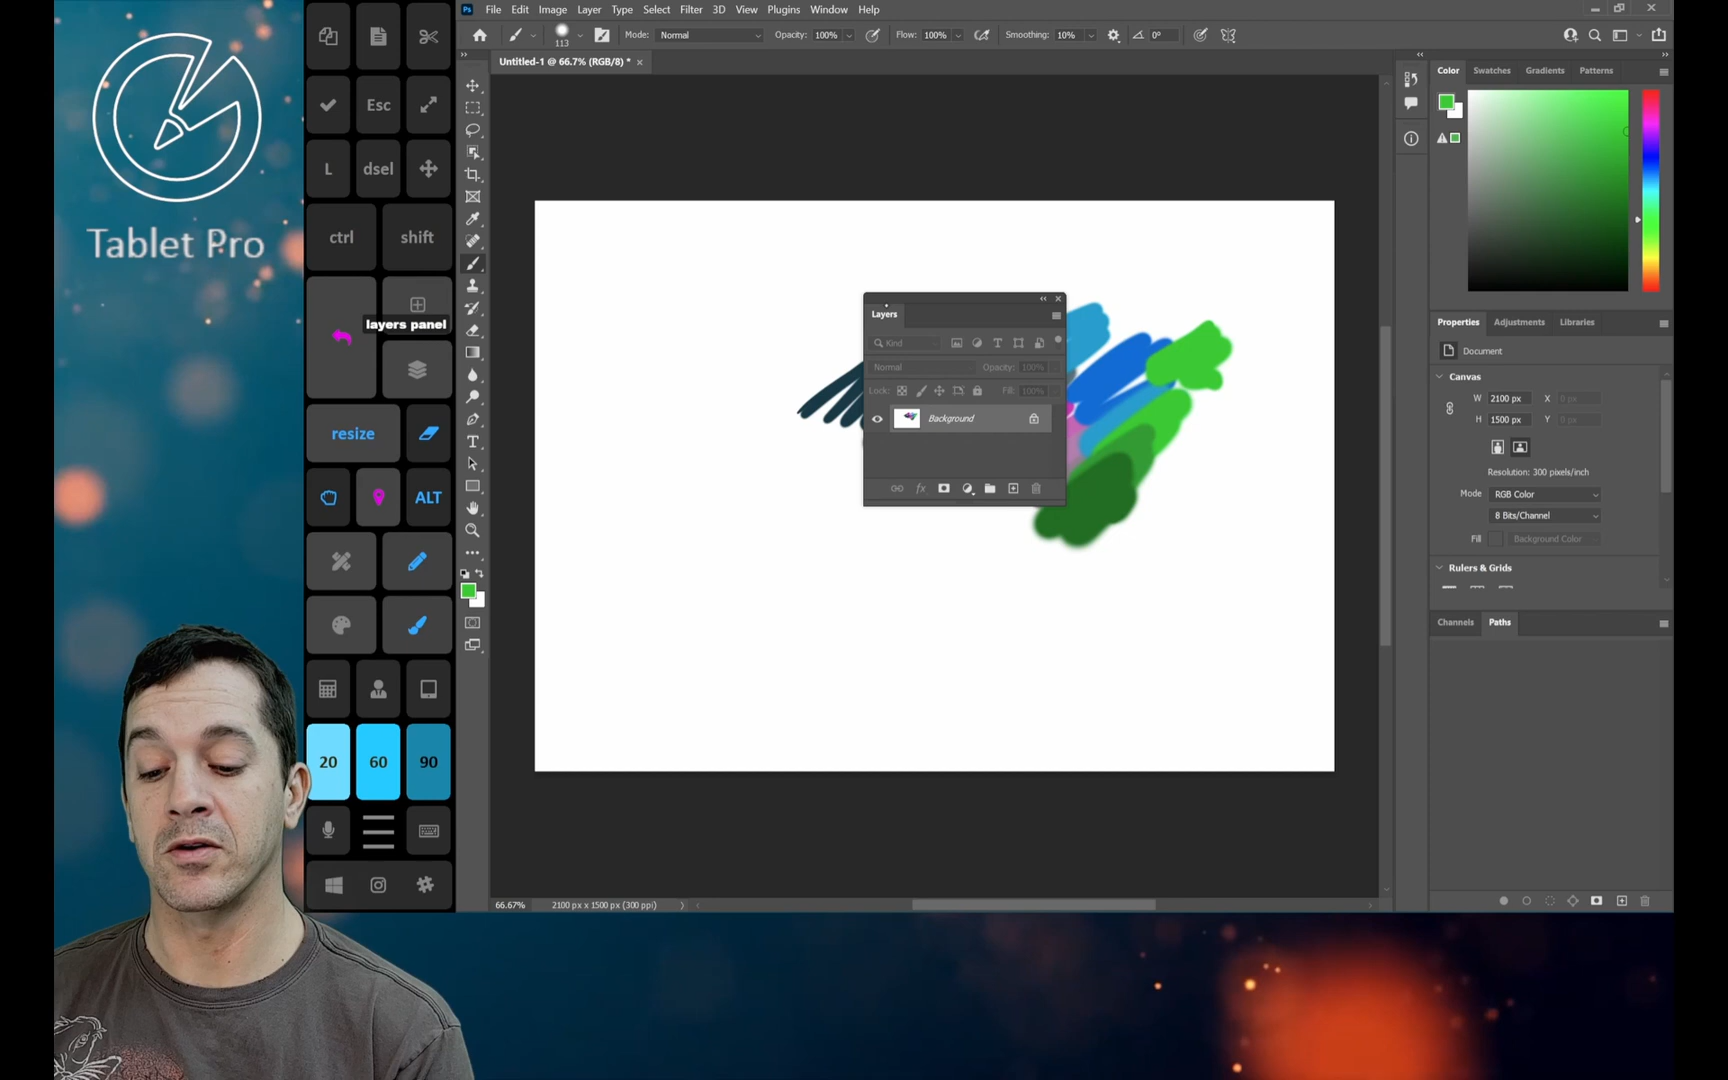 Tablet Pro
Esc
L
dsel
ctrl
shift
layers panel
resize
ALT
20
60
90
Ps
File Edit Image Layer Type Select Filter 3D View Plugins Window Help
113
Mode: Normal Opacity: 100% Flow: 100% Smoothing: 10% 0°
Untitled-1 @ 66.7% (RGB/8) *
Layers
Kind
Normal Opacity: 100%
Lock: Fill: 100%
Background
fx
66.67% 2100 px x 1500 px (300 ppi)
Color Swatches Gradients Patterns
Properties Adjustments Libraries
Document
Canvas
W 2100 px X 0 px
H 1500 px Y 0 px
Resolution: 300 pixels/inch
Mode RGB Color
8 Bits/Channel
Fill Background Color
Rulers & Grids
Channels Paths